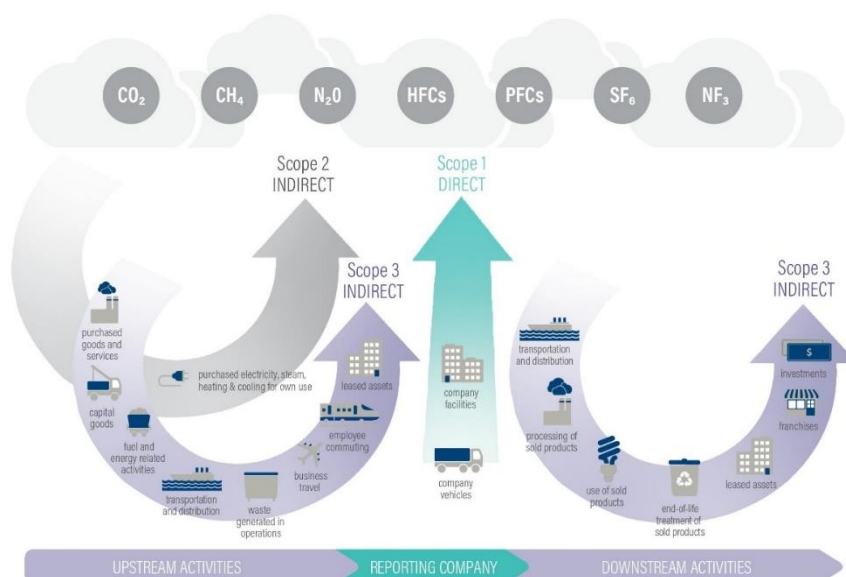 CO₂
CH₄
N₂0
HFCs
PFCs
SF₆
NF₃
Scope 2
INDIRECT
Scope 1
DIRECT
Scope 3
INDIRECT
Scope 3
INDIRECT
purchased
goods and
services
capital
goods
fuel and
energy related
activities
transportation
and distribution
waste
generated in
operations
business
travel
employee
commuting
leased assets
purchased electricity, steam,
heating & cooling for own use
company
facilities
company
vehicles
transportation
and distribution
processing of
sold products
use of sold
products
end-of-life
treatment of
sold products
leased assets
franchises
investments
$
UPSTREAM ACTIVITIES
REPORTING COMPANY
DOWNSTREAM ACTIVITIES